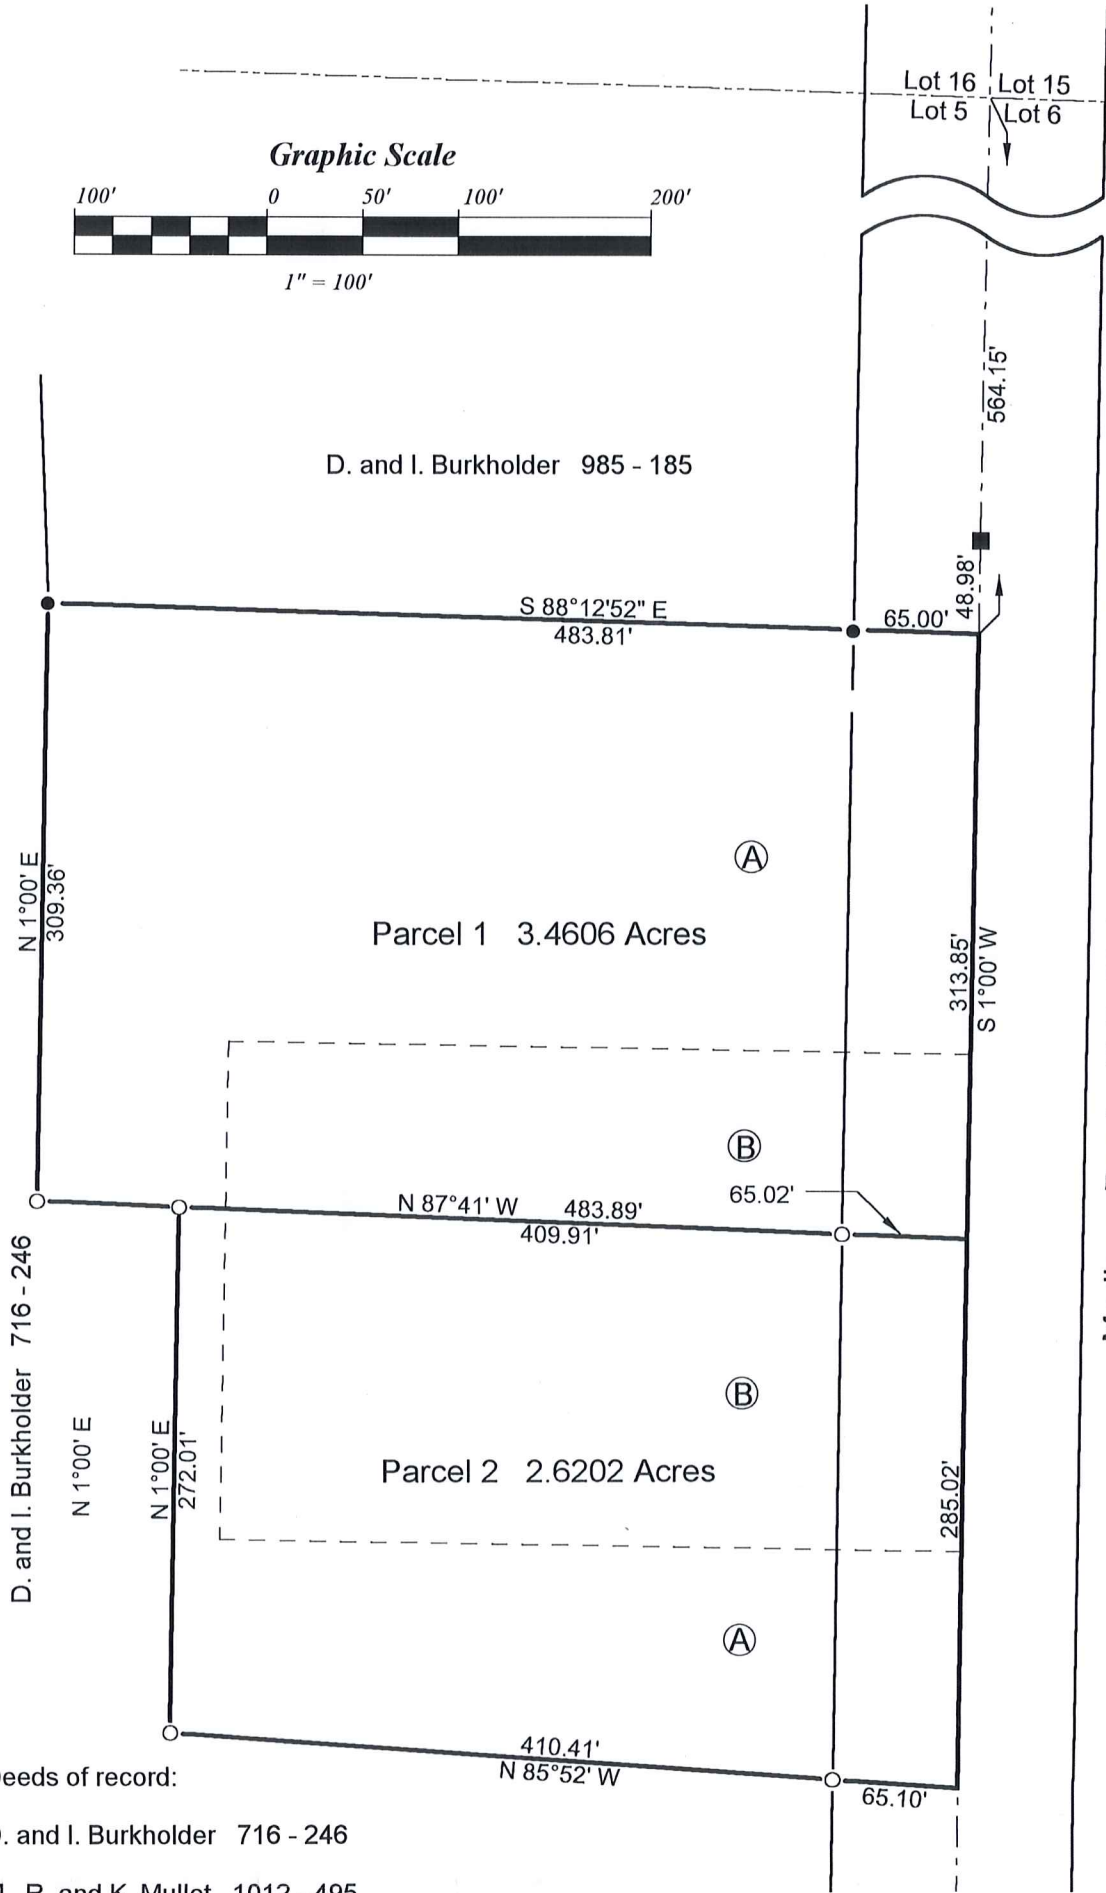 Lot 16 Lot 15
Lot 5 Lot 6
Graphic Scale
100' 0 50' 100' 200'
1" = 100'
564.15'
D. and I. Burkholder 985 - 185
48.98'
S 88°12'52" E
483.81'
65.00'
N 1°00' E
309.36'
A
Parcel 1 3.4606 Acres
313.85'
S 1°00' W
B
65.02'
N 87°41' W 483.89'
409.91'
D. and I. Burkholder 716 - 246
N 1°00' E
N 1°00' E
272.01'
B
Parcel 2 2.6202 Acres
285.02'
A
410.41'
N 85°52' W
65.10'
eeds of record:
. and I. Burkholder 716 - 246
R. and K. Mullet 1012 - 495